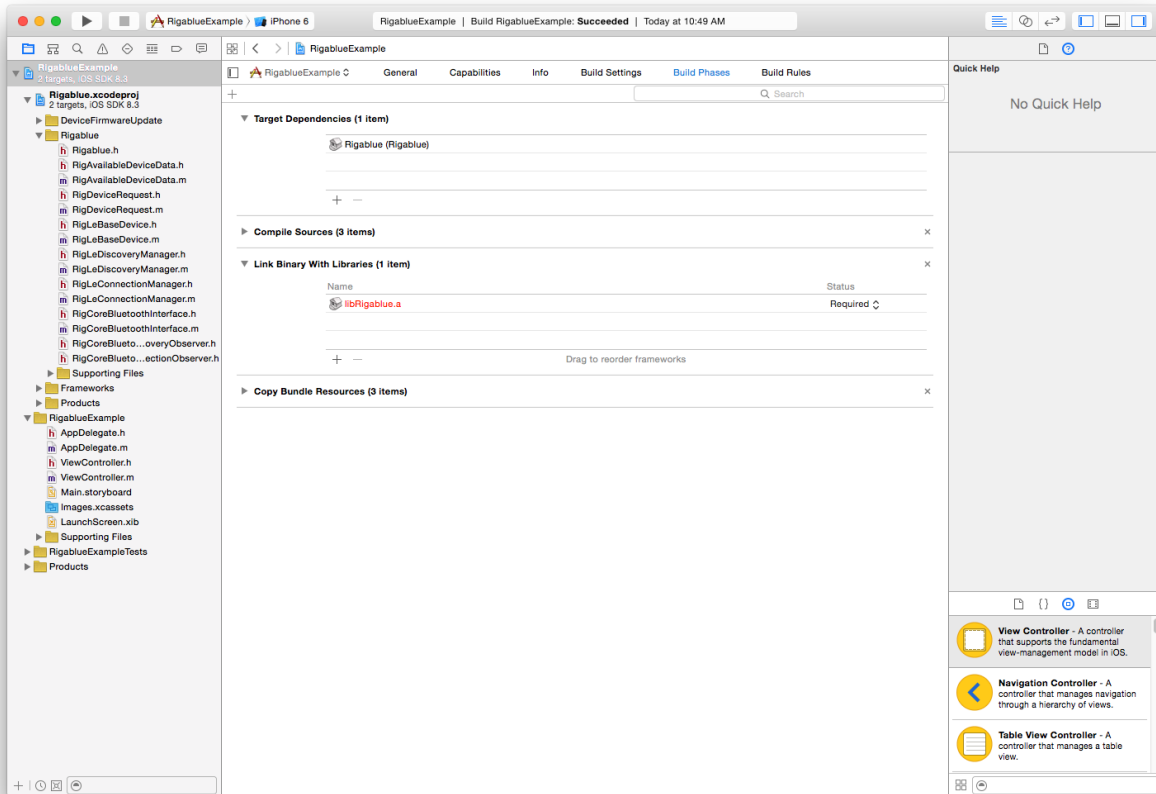 RigablueExample
iPhone 6
RigablueExample | Build RigablueExample: Succeeded | Today at 10:49 AM
RigablueExample
2 targets, iOS SDK 8.3
Rigablue.xcodeproj
2 targets, iOS SDK 8.3
DeviceFirmwareUpdate
Rigablue
h Rigablue.h
h RigAvailableDeviceData.h
m RigAvailableDeviceData.m
h RigDeviceRequest.h
m RigDeviceRequest.m
h RigLeBaseDevice.h
m RigLeBaseDevice.m
h RigLeDiscoveryManager.h
m RigLeDiscoveryManager.m
h RigLeConnectionManager.h
m RigLeConnectionManager.m
h RigCoreBluetoothInterface.h
m RigCoreBluetoothInterface.m
h RigCoreBlueto...overyObserver.h
h RigCoreBlueto...ectionObserver.h
Supporting Files
Frameworks
Products
RigablueExample
h AppDelegate.h
m AppDelegate.m
h ViewController.h
m ViewController.m
Main.storyboard
Images.xcassets
LaunchScreen.xib
Supporting Files
RigablueExampleTests
Products
RigablueExample
RigablueExample
General
Capabilities
Info
Build Settings
Build Phases
Build Rules
Search
Target Dependencies (1 item)
Rigablue (Rigablue)
Compile Sources (3 items)
Link Binary With Libraries (1 item)
Name
Status
libRigablue.a
Required
Drag to reorder frameworks
Copy Bundle Resources (3 items)
Quick Help
No Quick Help
View Controller - A controller
that supports the fundamental
view-management model in iOS.
Navigation Controller - A
controller that manages navigation
through a hierarchy of views.
Table View Controller - A
controller that manages a table
view.